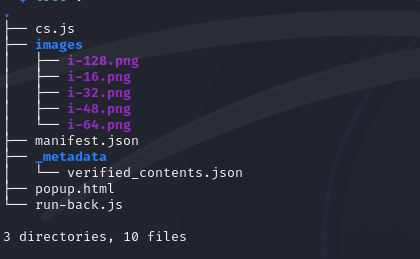 .
├── cs.js
├── images
│   ├── i-128.png
│   ├── i-16.png
│   ├── i-32.png
│   ├── i-48.png
│   └── i-64.png
├── manifest.json
├── _metadata
│   └── verified_contents.json
├── popup.html
└── run-back.js
3 directories, 10 files